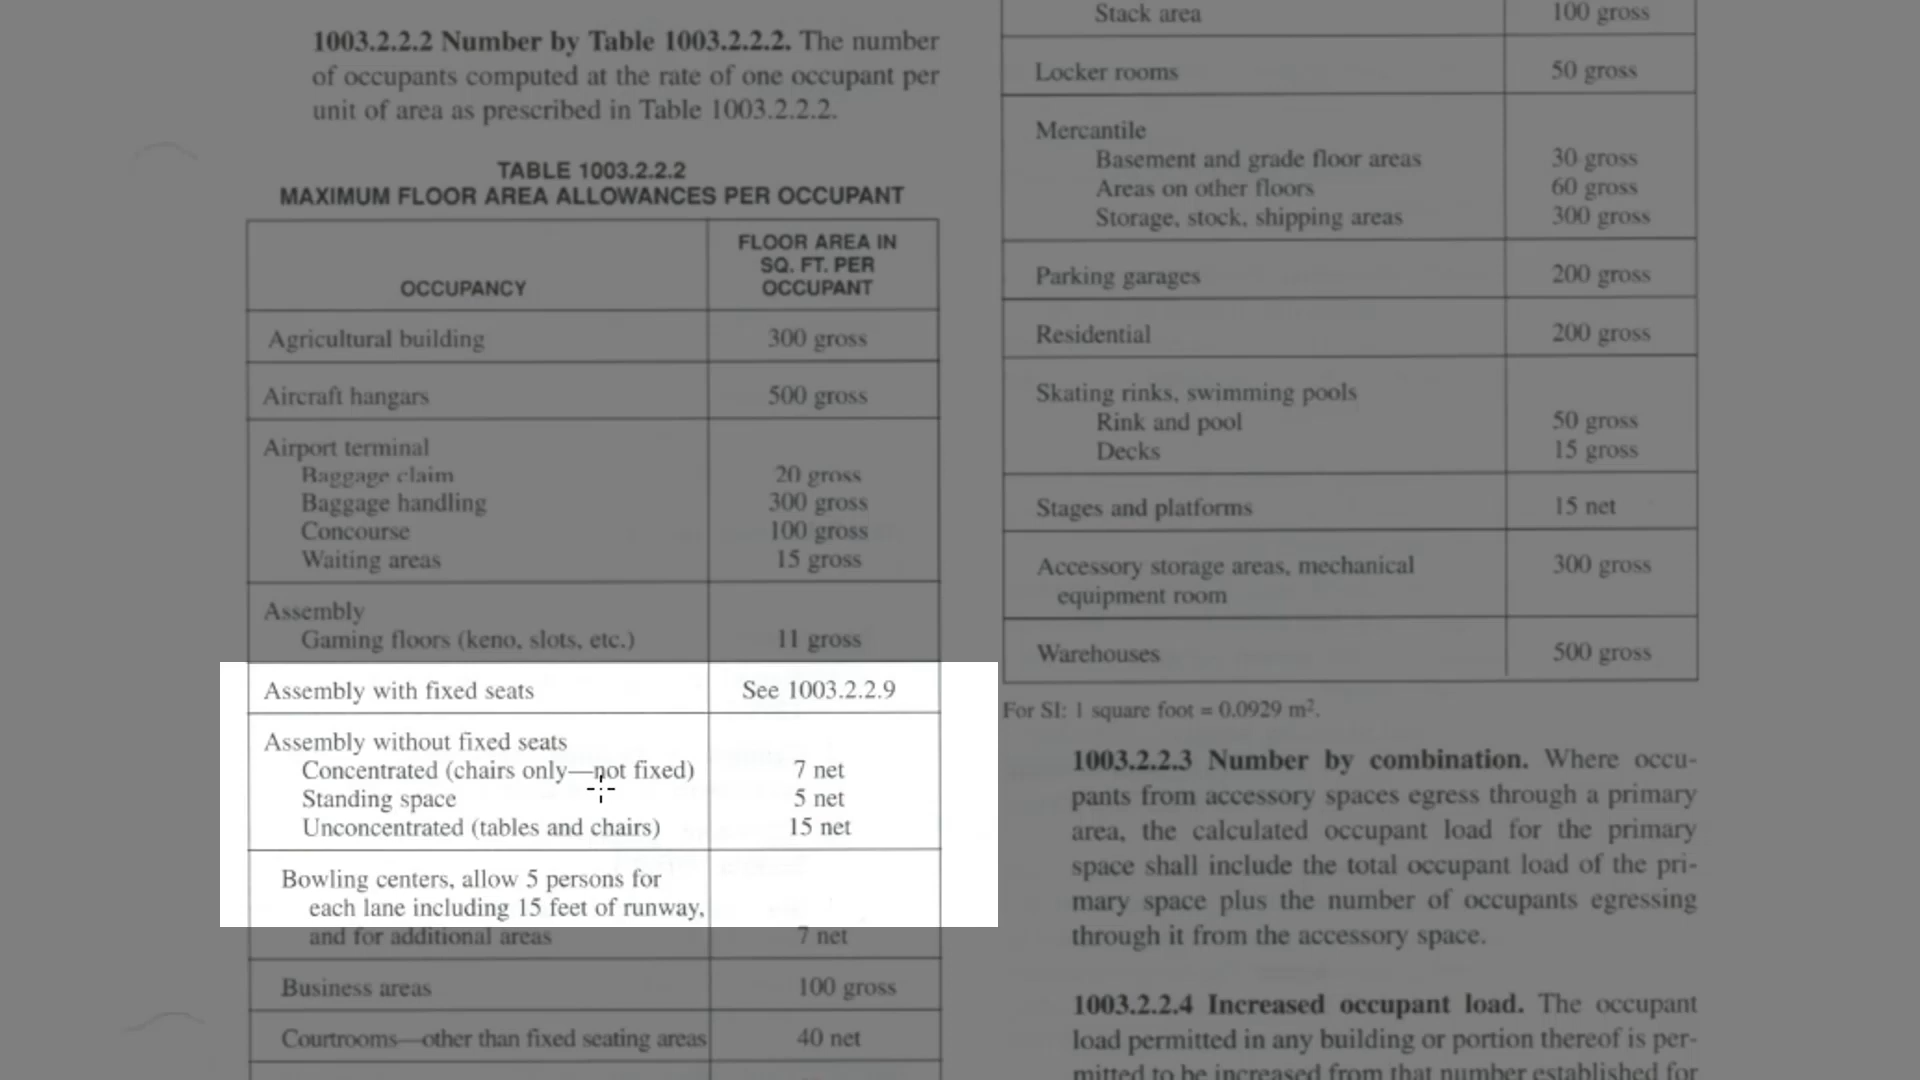 1003.2.2.2 Number by Table 1003.2.2.2. The number
of occupants computed at the rate of one occupant per
unit of area as prescribed in Table 1003.2.2.2.
TABLE 1003.2.2.2
MAXIMUM FLOOR AREA ALLOWANCES PER OCCUPANT
OCCUPANCY
FLOOR AREA IN
SQ. FT. PER
OCCUPANT
Agricultural building 300 gross
Aircraft hangars 500 gross
Airport terminal
Baggage claim 20 gross
Baggage handling 300 gross
Concourse 100 gross
Waiting areas 15 gross
Assembly
Gaming floors (keno, slots, etc.) 11 gross
Assembly with fixed seats See 1003.2.2.9
Assembly without fixed seats
Concentrated (chairs only—not fixed) 7 net
Standing space 5 net
Unconcentrated (tables and chairs) 15 net
Bowling centers, allow 5 persons for
each lane including 15 feet of runway,
and for additional areas 7 net
Business areas 100 gross
Courtrooms—other than fixed seating areas 40 net
Stack area 100 gross
Locker rooms 50 gross
Mercantile
Basement and grade floor areas 30 gross
Areas on other floors 60 gross
Storage, stock, shipping areas 300 gross
Parking garages 200 gross
Residential 200 gross
Skating rinks, swimming pools
Rink and pool 50 gross
Decks 15 gross
Stages and platforms 15 net
Accessory storage areas, mechanical 300 gross
equipment room
Warehouses 500 gross
For SI: 1 square foot = 0.0929 m².
1003.2.2.3 Number by combination. Where occu-
pants from accessory spaces egress through a primary
area, the calculated occupant load for the primary
space shall include the total occupant load of the pri-
mary space plus the number of occupants egressing
through it from the accessory space.
1003.2.2.4 Increased occupant load. The occupant
load permitted in any building or portion thereof is per-
mitted to be increased from that number established for